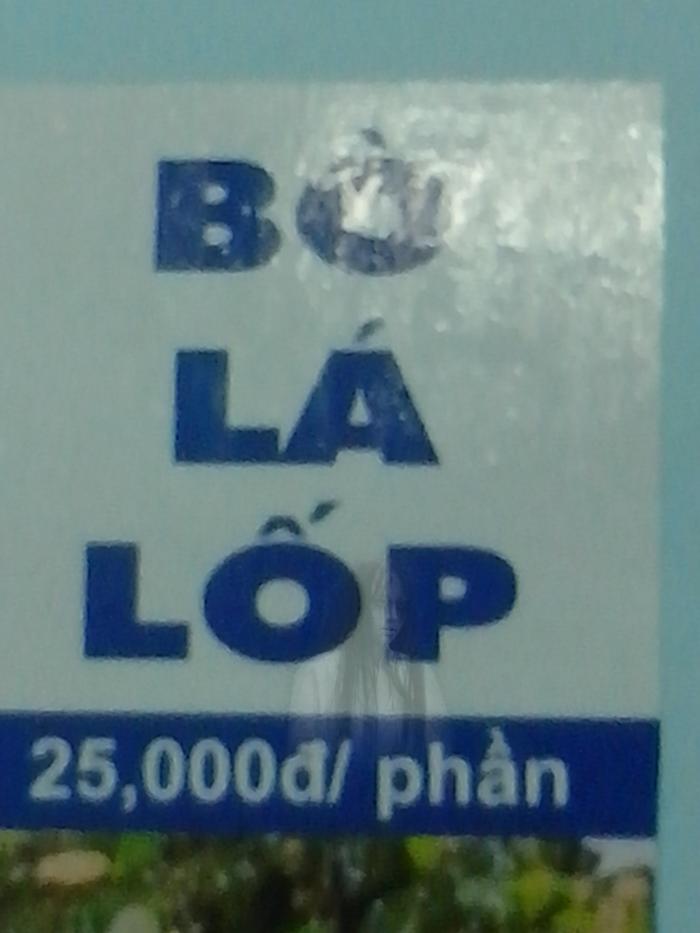 BÒ
LÁ
LỐP
25,000đ/ phần